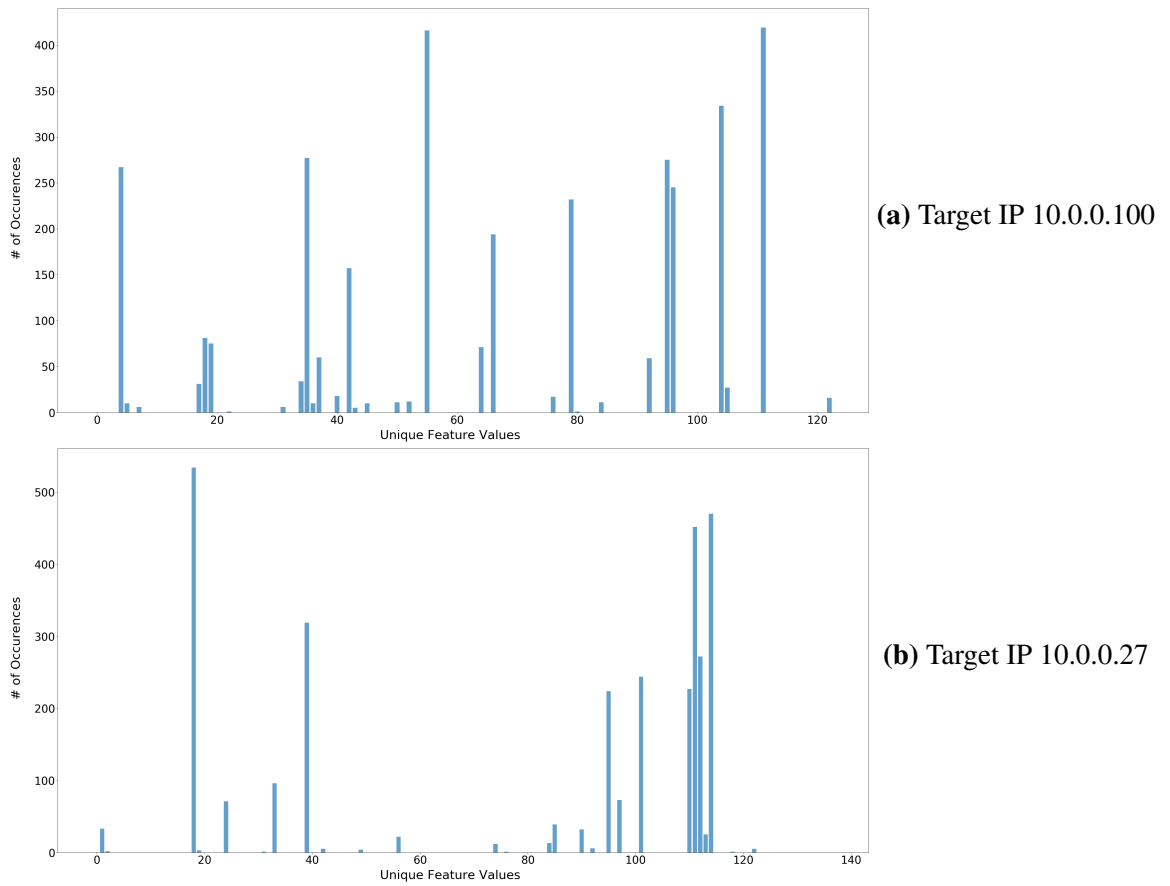 400
350
300
250
200
150
100
50
0
# of Occurences
0 20 40 60 80 100 120
Unique Feature Values
(a) Target IP 10.0.0.100
500
400
300
200
100
0
# of Occurences
0 20 40 60 80 100 120 140
Unique Feature Values
(b) Target IP 10.0.0.27